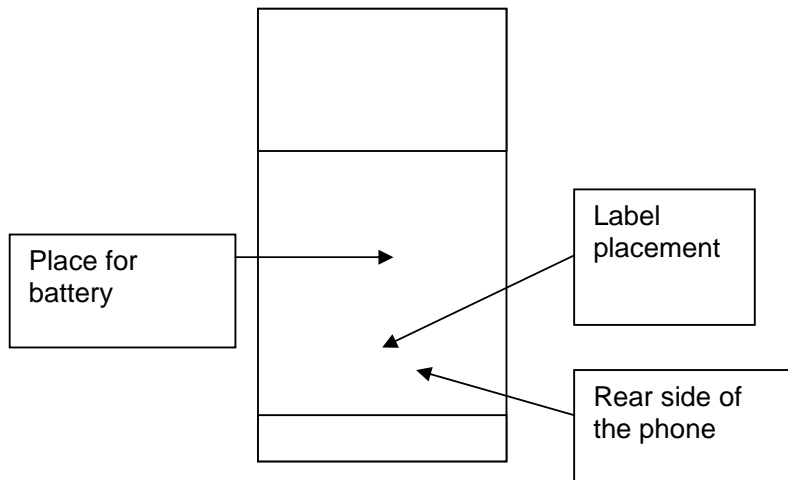 Place for
battery
Label
placement
Rear side of
the phone